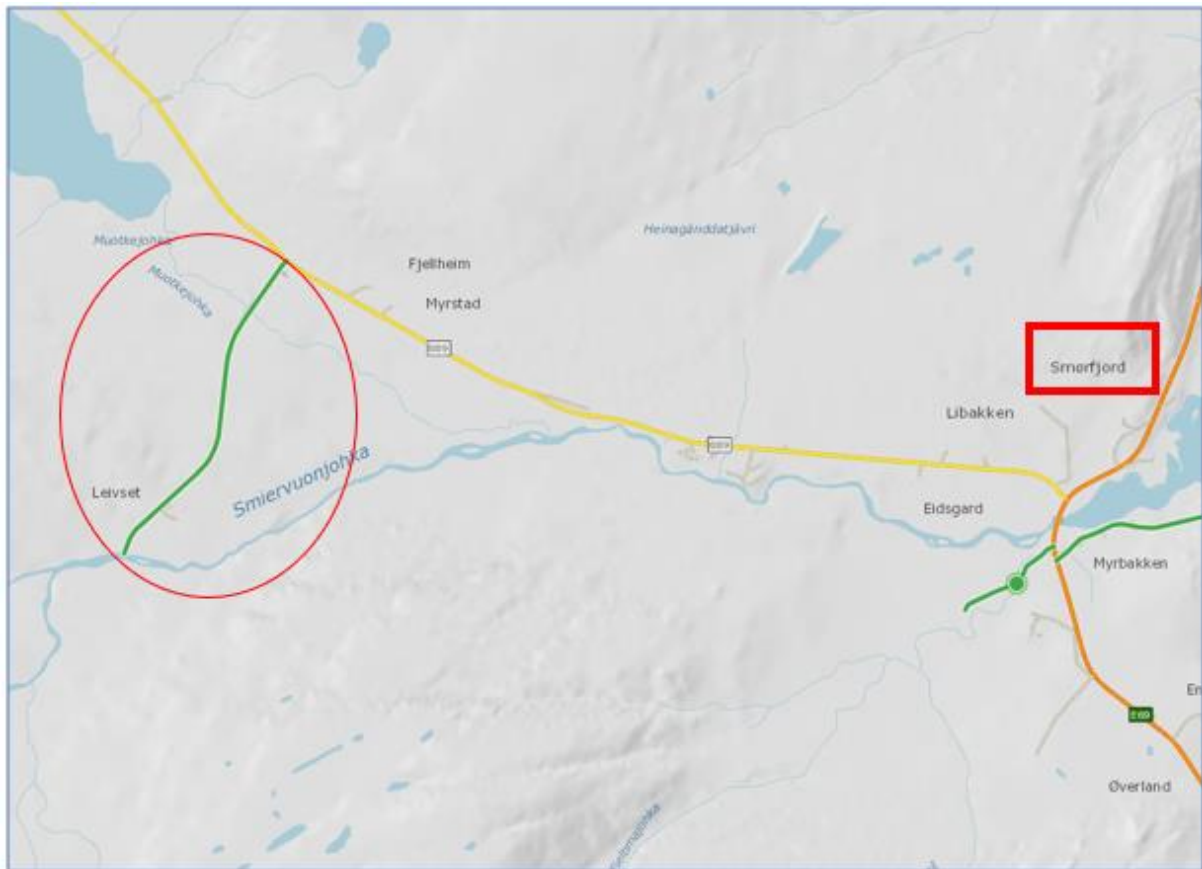 Muotkejohka
Heinagánddatjávri
Fjellheim
Muotkejohka
Myrstad
Smørfjord
Libakken
Smiervuonjohka
Leivset
Eidsgard
Myrbakken
E69
Øverland